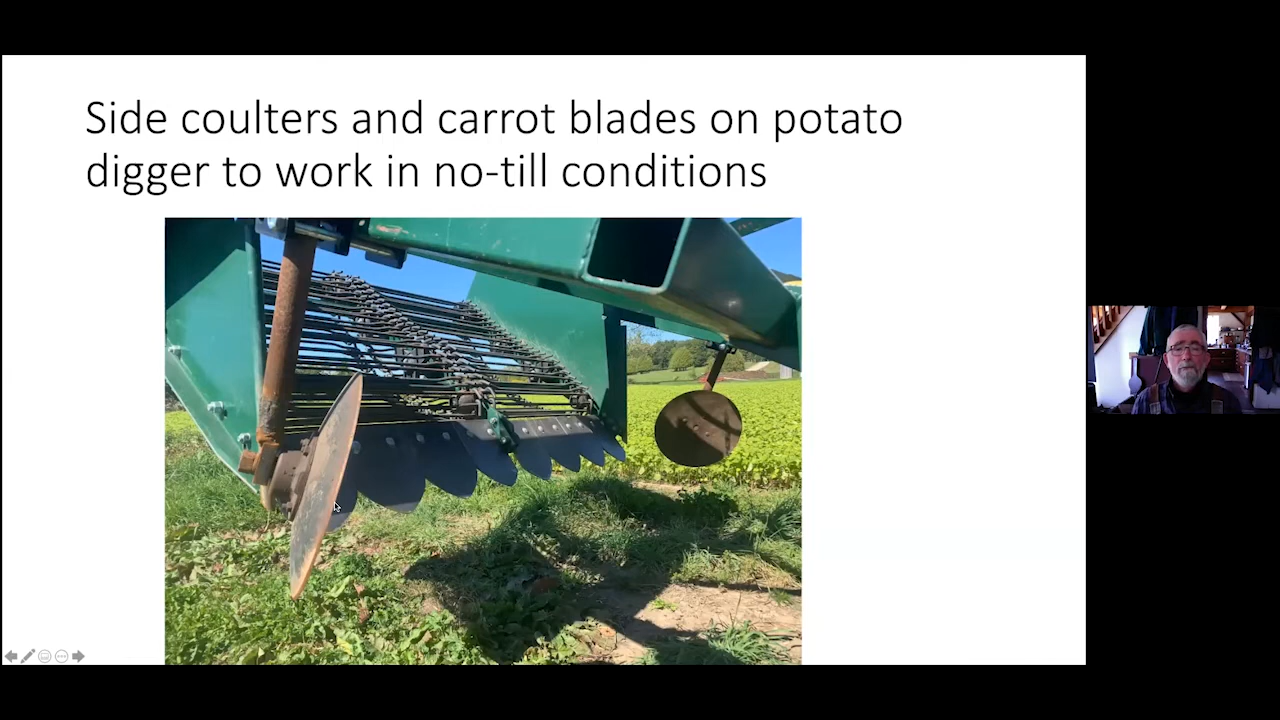 Side coulters and carrot blades on potato
digger to work in no-till conditions